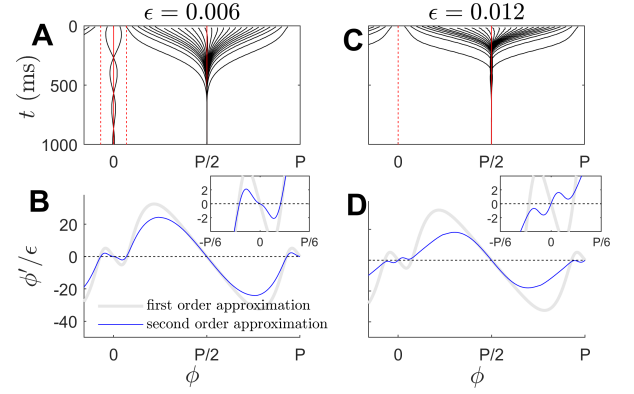 ϵ = 0.006
ϵ = 0.012
A
C
0
500
1000
t (ms)
0
P/2
P
0
P/2
P
B
D
2
0
-2
-P/6
0
P/6
2
0
-2
-P/6
0
P/6
20
0
-20
-40
ϕ′/ϵ
first order approximation
second order approximation
0
P/2
P
0
P/2
P
ϕ
ϕ